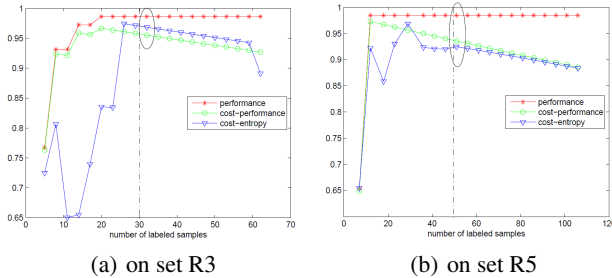 1
0.95
0.9
0.85
0.8
0.75
0.7
0.65
0 10 20 30 40 50 60 70
number of labeled samples
performance
cost-performance
cost-entropy
(a) on set R3
1
0.95
0.9
0.85
0.8
0.75
0.7
0.65
0 20 40 60 80 100 120
number of labeled samples
performance
cost-performance
cost-entropy
(b) on set R5